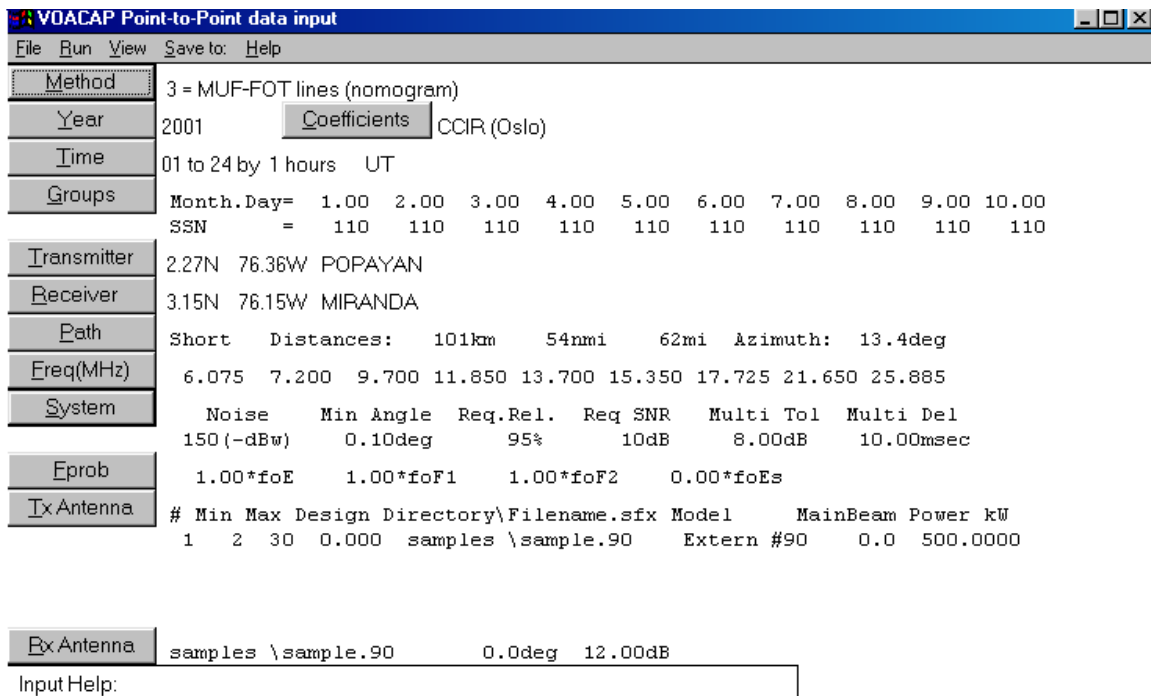 VOACAP Point-to-Point data input
File Run View Save to: Help
Method 3 = MUF-FOT lines (nomogram)
Year 2001 Coefficients CCIR (Oslo)
Time 01 to 24 by 1 hours UT
Groups Month.Day= 1.00 2.00 3.00 4.00 5.00 6.00 7.00 8.00 9.00 10.00
SSN = 110 110 110 110 110 110 110 110 110 110
Transmitter 2.27N 76.36W POPAYAN
Receiver 3.15N 76.15W MIRANDA
Path Short Distances: 101km 54nmi 62mi Azimuth: 13.4deg
Freq(MHz) 6.075 7.200 9.700 11.850 13.700 15.350 17.725 21.650 25.885
System Noise Min Angle Req.Rel. Req SNR Multi Tol Multi Del
150(-dBw) 0.10deg 95% 10dB 8.00dB 10.00msec
Fprob 1.00*foE 1.00*foF1 1.00*foF2 0.00*foEs
Tx Antenna # Min Max Design Directory\Filename.sfx Model MainBeam Power kW
1 2 30 0.000 samples \sample.90 Extern #90 0.0 500.0000
Rx Antenna samples \sample.90 0.0deg 12.00dB
Input Help: